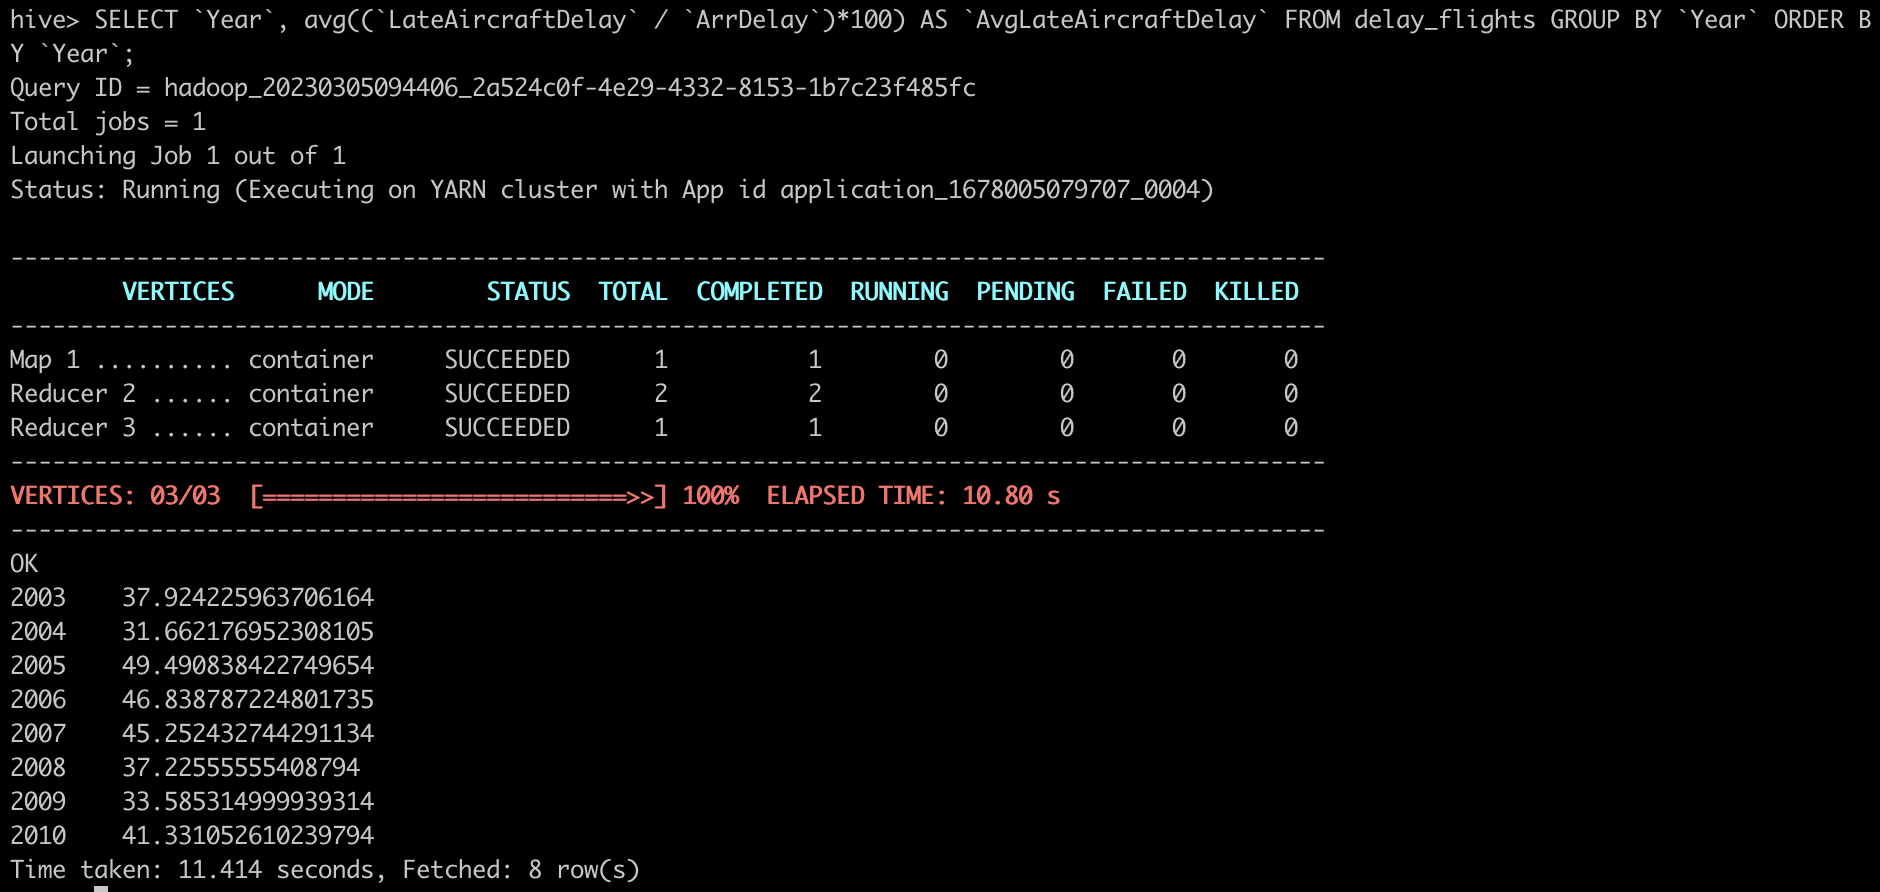 hive> SELECT `Year`, avg((`LateAircraftDelay` / `ArrDelay`)*100) AS `AvgLateAircraftDelay` FROM delay_flights GROUP BY `Year` ORDER B
Y `Year`;
Query ID = hadoop_20230305094406_2a524c0f-4e29-4332-8153-1b7c23f485fc
Total jobs = 1
Launching Job 1 out of 1
Status: Running (Executing on YARN cluster with App id application_1678005079707_0004)
----------------------------------------------------------------------------------------------
        VERTICES      MODE        STATUS  TOTAL  COMPLETED  RUNNING  PENDING  FAILED  KILLED
----------------------------------------------------------------------------------------------
Map 1 .......... container     SUCCEEDED      1          1        0        0       0       0
Reducer 2 ...... container     SUCCEEDED      2          2        0        0       0       0
Reducer 3 ...... container     SUCCEEDED      1          1        0        0       0       0
----------------------------------------------------------------------------------------------
VERTICES: 03/03  [==========================>>] 100%  ELAPSED TIME: 10.80 s
----------------------------------------------------------------------------------------------
OK
2003    37.924225963706164
2004    31.662176952308105
2005    49.490838422749654
2006    46.838787224801735
2007    45.252432744291134
2008    37.22555555408794
2009    33.585314999939314
2010    41.331052610239794
Time taken: 11.414 seconds, Fetched: 8 row(s)